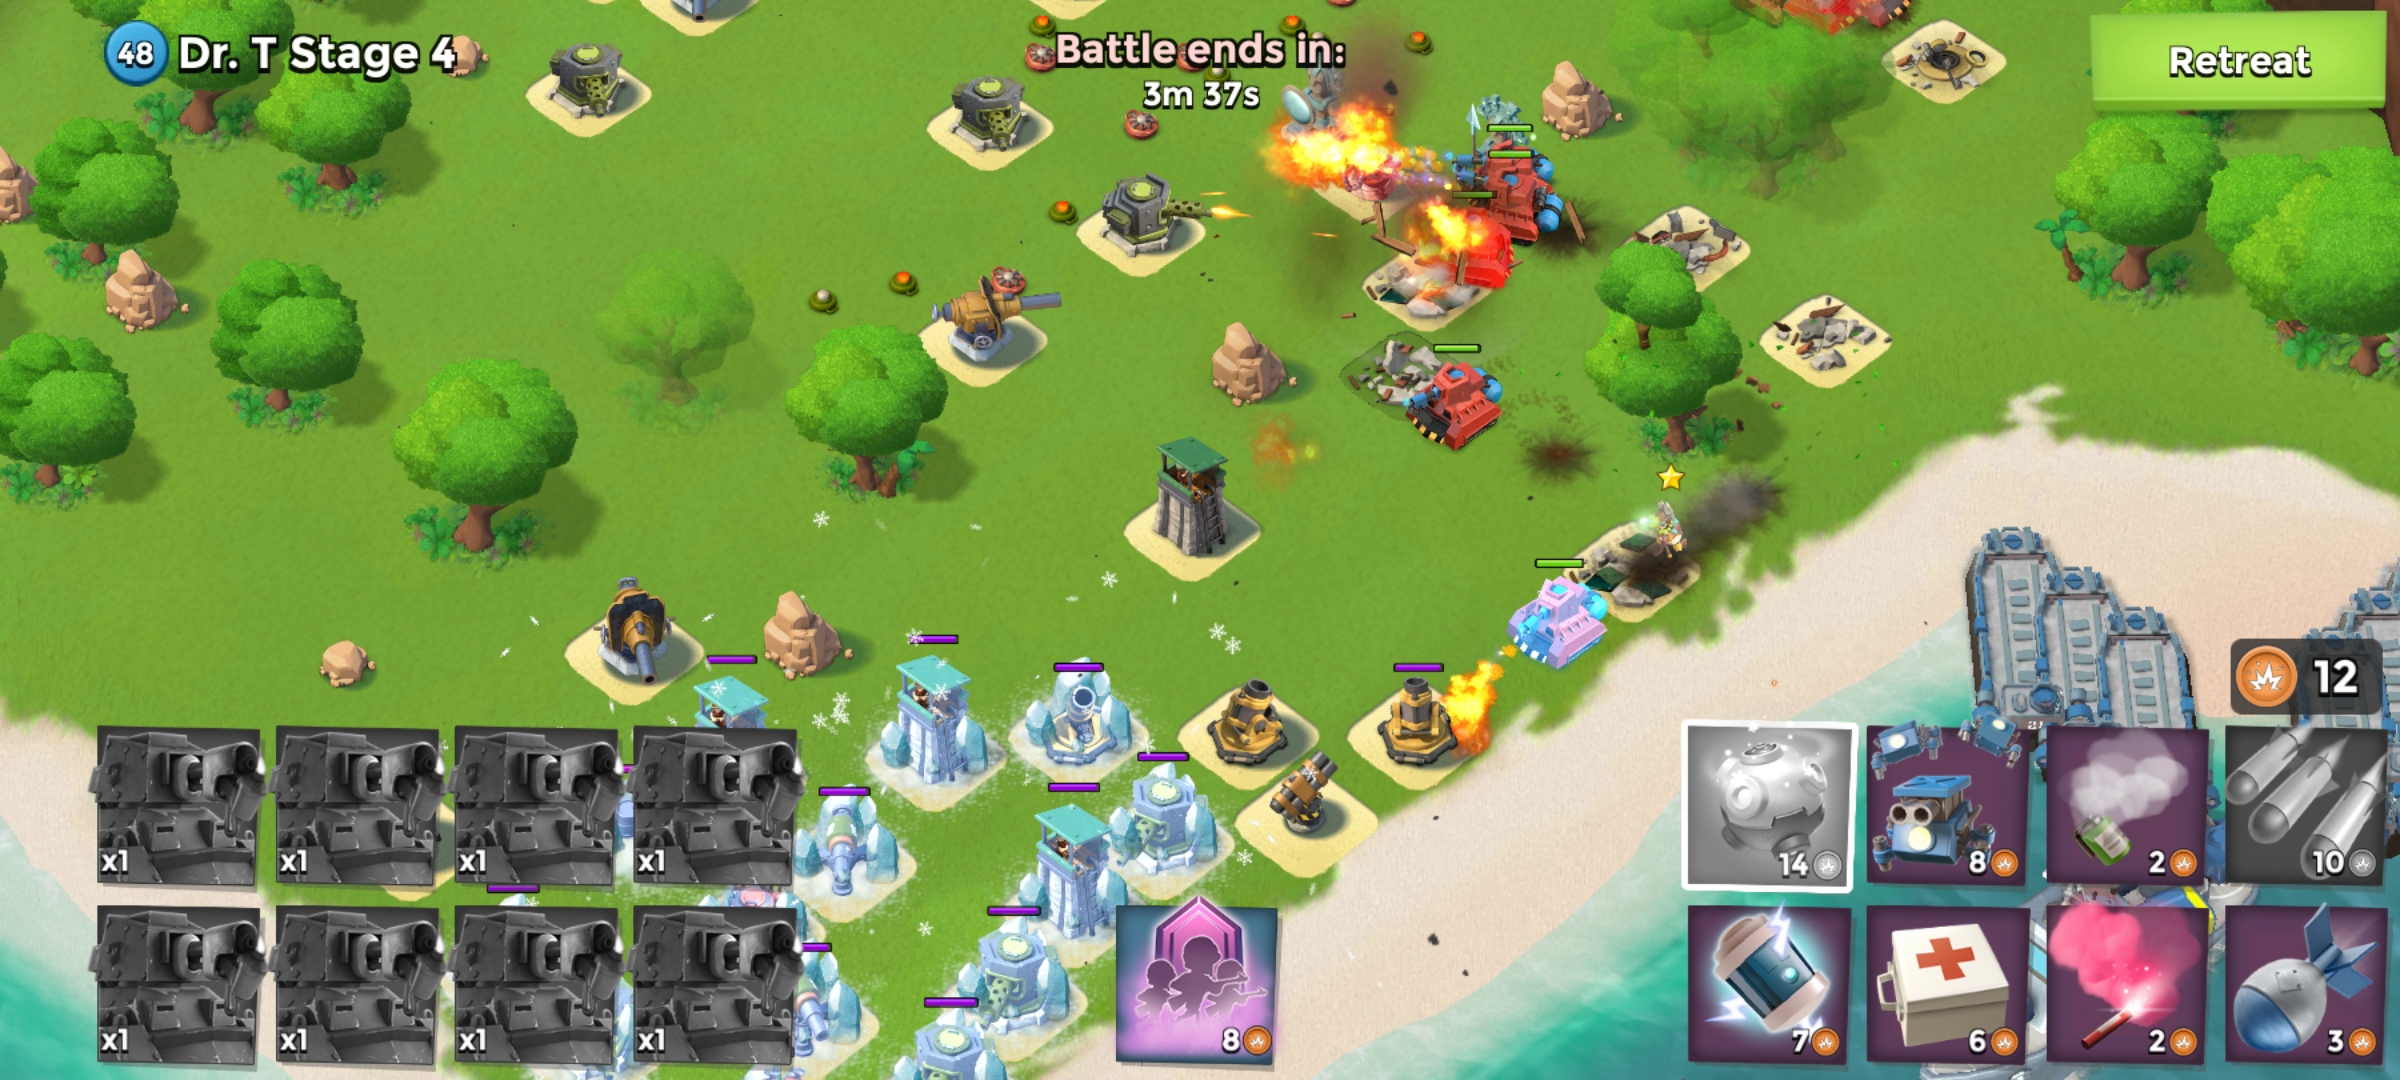 48 Dr. T Stage 4
Battle ends in:
3m 37s
Retreat
12
x1 x1 x1 x1
14 8 2 10
x1 x1 x1 x1
8
7 6 2 3